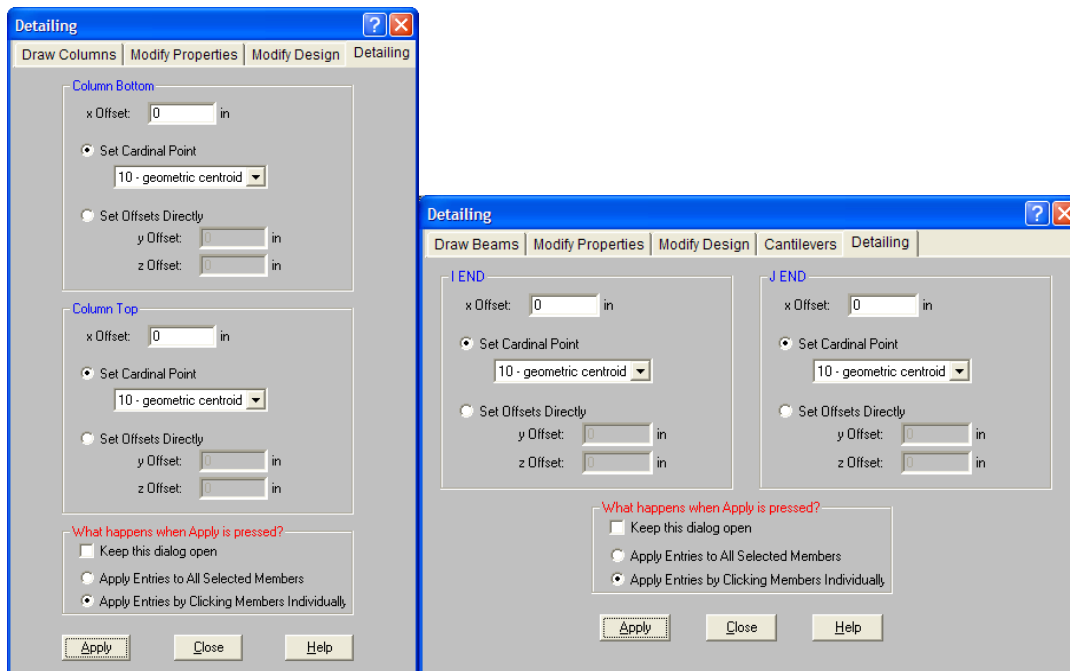 Detailing
Draw Columns Modify Properties Modify Design Detailing
Column Bottom
x Offset: 0 in
Set Cardinal Point
10 - geometric centroid
Set Offsets Directly
y Offset: 0 in
z Offset: 0 in
Column Top
x Offset: 0 in
Set Cardinal Point
10 - geometric centroid
Set Offsets Directly
y Offset: 0 in
z Offset: 0 in
What happens when Apply is pressed?
Keep this dialog open
Apply Entries to All Selected Members
Apply Entries by Clicking Members Individually
Apply Close Help
Detailing
Draw Beams Modify Properties Modify Design Cantilevers Detailing
I END
x Offset: 0 in
Set Cardinal Point
10 - geometric centroid
Set Offsets Directly
y Offset: 0 in
z Offset: 0 in
J END
x Offset: 0 in
Set Cardinal Point
10 - geometric centroid
Set Offsets Directly
y Offset: 0 in
z Offset: 0 in
What happens when Apply is pressed?
Keep this dialog open
Apply Entries to All Selected Members
Apply Entries by Clicking Members Individually
Apply Close Help